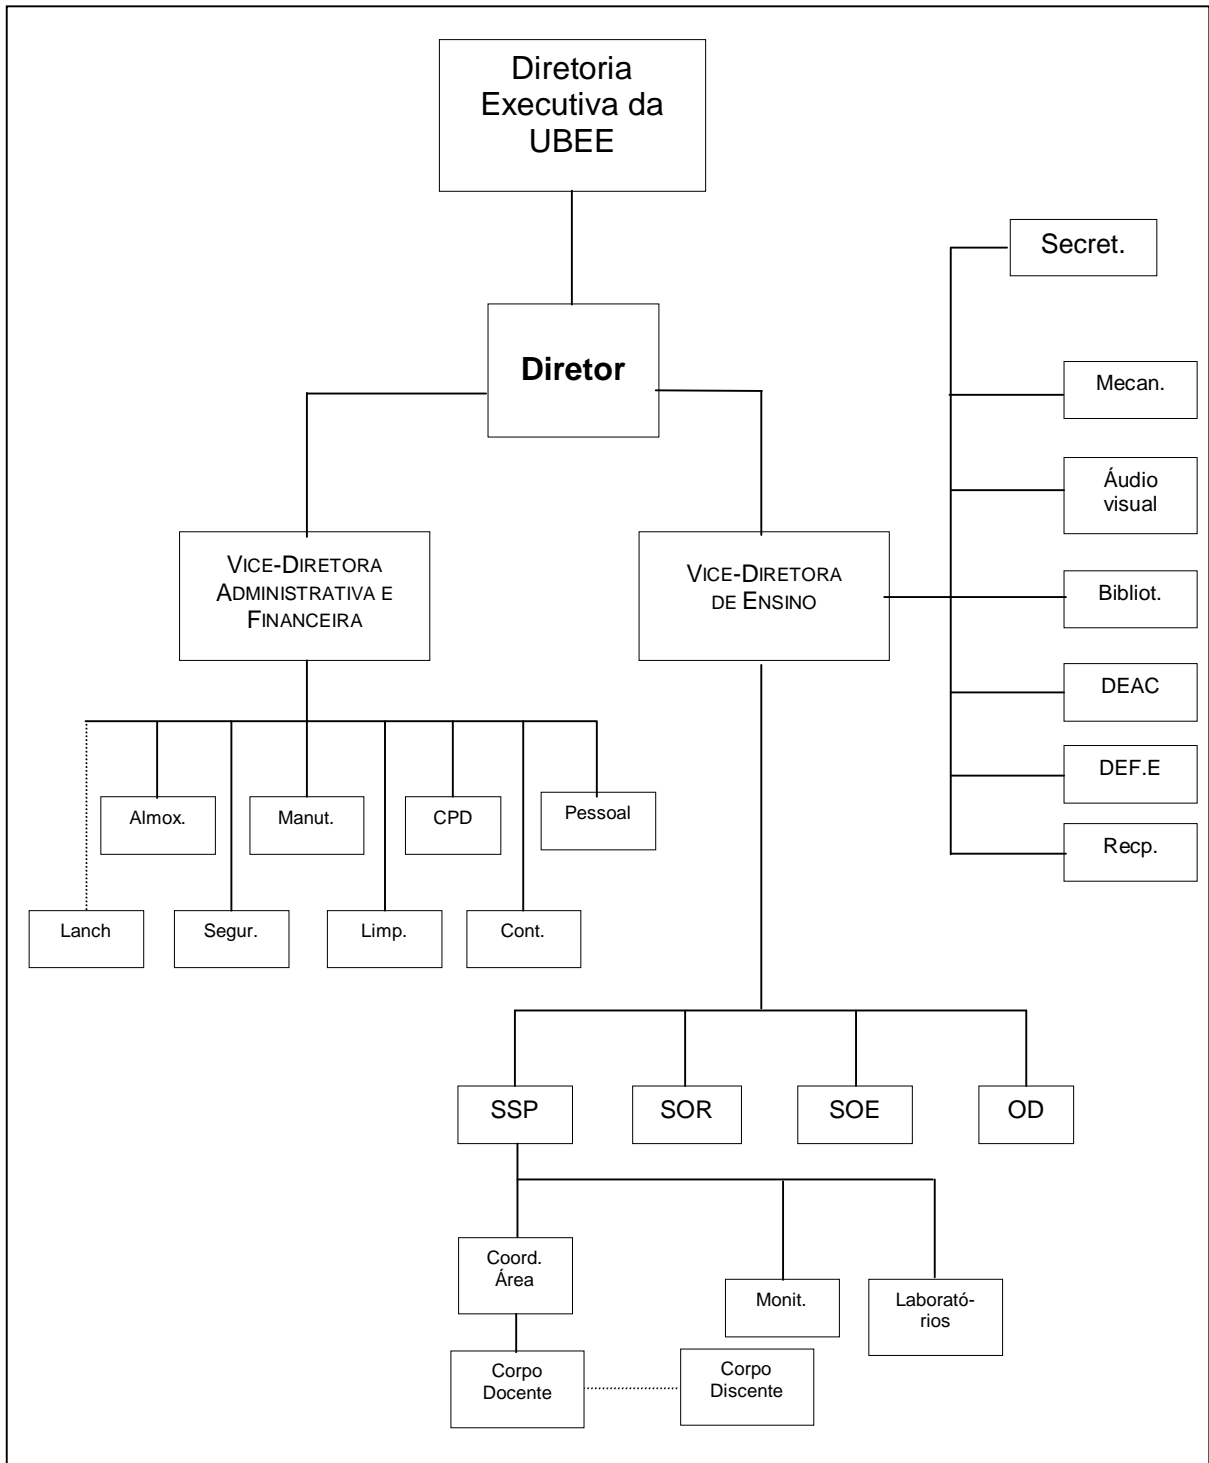 Diretoria
Executiva da
UBEE
Secret.
Diretor
Mecan.
Áudio
visual
VICE-DIRETORA
ADMINISTRATIVA E
FINANCEIRA
VICE-DIRETORA
DE ENSINO
Bibliot.
DEAC
DEF.E
Recp.
Almox.
Manut.
CPD
Pessoal
Lanch
Segur.
Limp.
Cont.
SSP
SOR
SOE
OD
Coord.
Área
Monit.
Laborató-
rios
Corpo
Docente
Corpo
Discente